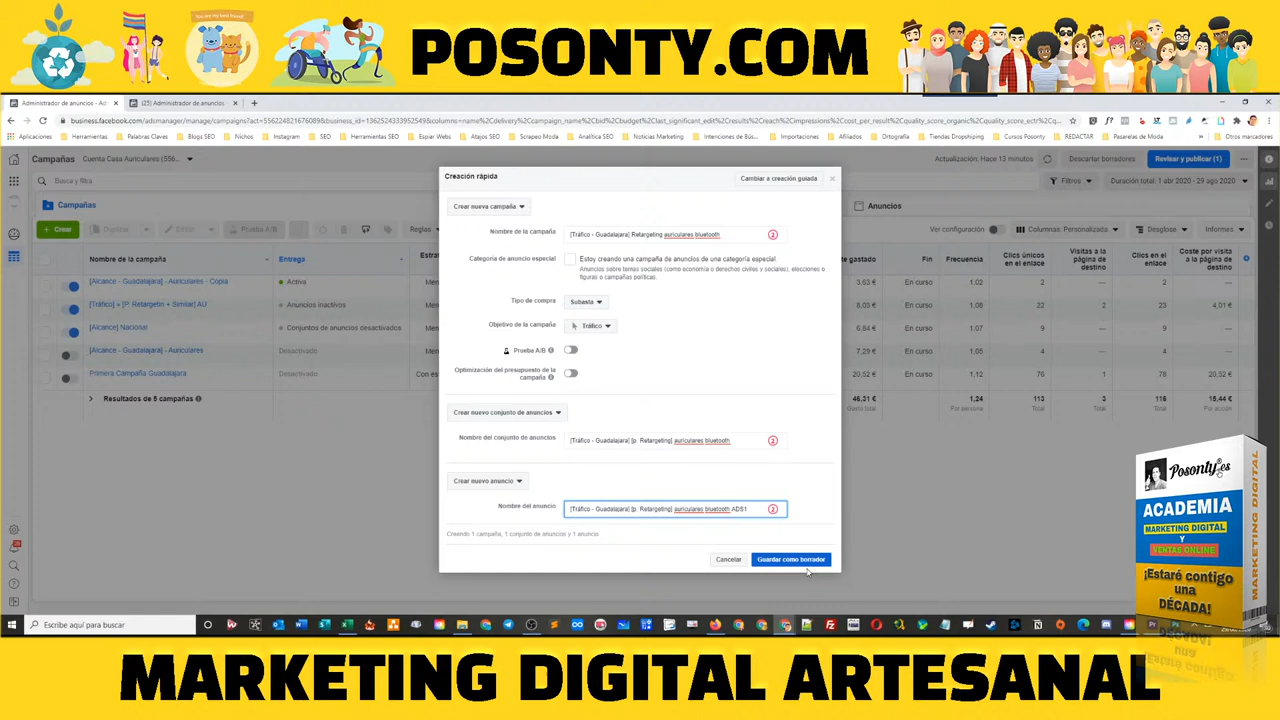 You are my best friend!
POSONTY.COM
Administrador de anuncios - Adm
(25) Administrador de anuncios
business.facebook.com/adsmanager/manage/campaigns?act=556224821676089&business_id=1362524333952549&columns=name%2Cdelivery%2Ccampaign_name%2Cbid%2Cbudget%2Clast_significant_edit%2Cresults%2Creach%2Cimpressions%2Ccost_per_result%2Cquality_score_organic%2Cquality_score_ectr%2Cq...
Aplicaciones
Herramientas
Palabras Claves
Blogs SEO
Nichos
Instagram
SEO
Herramientas SEO
Espiar Webs
Atajos SEO
Scrapeo Moda
Analítica SEO
Noticias Marketing
Intenciones de Bús...
Importaciones
Afiliados
Ortografía
Tiendas Dropshiping
Cursos Posonty
REDACTAR
Pasarelas de Moda
Otros marcadores
Campañas
Cuenta Casa Auriculares (556...
Actualización: Hace 13 minutos
Descartar borradores
Revisar y publicar (1)
Busca y filtra
Filtros
Duración total: 1 abr 2020 - 29 ago 2020
Campañas
Anuncios
+ Crear
Duplicar
Editar
Prueba A/B
Reglas
Ver configuración
Columnas: Personalizada
Desglose
Informes
Nombre de la campaña
Entrega
Estra
gastado
Fin
Frecuencia
Clics únicos
en el enlace
Visitas a la
página de
destino
Clics en el
enlace
Coste por visita
a la página de
destino
[Alcance - Guadalajara] - Auriculares - Copia
Activa
Men
3,63 €
En curso
1,02
2
—
2
—
[Tráfico] + [P. Retargetin + Similar] AU
Anuncios inactivos
Men
8,03 €
En curso
1,08
22
2
23
4,01 €
[Alcance] Nacional
Conjuntos de anuncios desactivados
Men
6,84 €
En curso
1,07
9
—
9
—
[Alcance - Guadalajara] - Auriculares
Desactivado
Men
7,29 €
En curso
1,05
4
—
4
—
Primera Campaña Guadalajara
Desactivado
Con es
20,52 €
En curso
1,12
76
1
78
20,52 €
Resultados de 5 campañas
46,31 €
Gasto total
1,24
Por persona
113
Total
3
Total
116
Total
15,44 €
Por acción
Creación rápida
Cambiar a creación guiada
Crear nueva campaña
Nombre de la campaña
[Tráfico - Guadalajara] Retargeting auriculares bluetooth
2
Categoría de anuncio especial
Estoy creando una campaña de anuncios de una categoría especial.
Anuncios sobre temas sociales (como economía o derechos civiles y sociales), elecciones o
figuras o campañas políticas.
Tipo de compra
Subasta
Objetivo de la campaña
Tráfico
Prueba A/B
Optimización del presupuesto de la
campaña
Crear nuevo conjunto de anuncios
Nombre del conjunto de anuncios
[Tráfico - Guadalajara] [p. Retargeting] auriculares bluetooth
2
Crear nuevo anuncio
Nombre del anuncio
[Tráfico - Guadalajara] [p. Retargeting] auriculares bluetooth ADS1
2
Creando 1 campaña, 1 conjunto de anuncios y 1 anuncio
Cancelar
Guardar como borrador
Escribe aquí para buscar
Posonty.es
ACADEMIA
MARKETING DIGITAL
Y
VENTAS ONLINE
¡Estaré contigo
una
DÉCADA!
MARKETING DIGITAL
MARKETING DIGITAL ARTESANAL